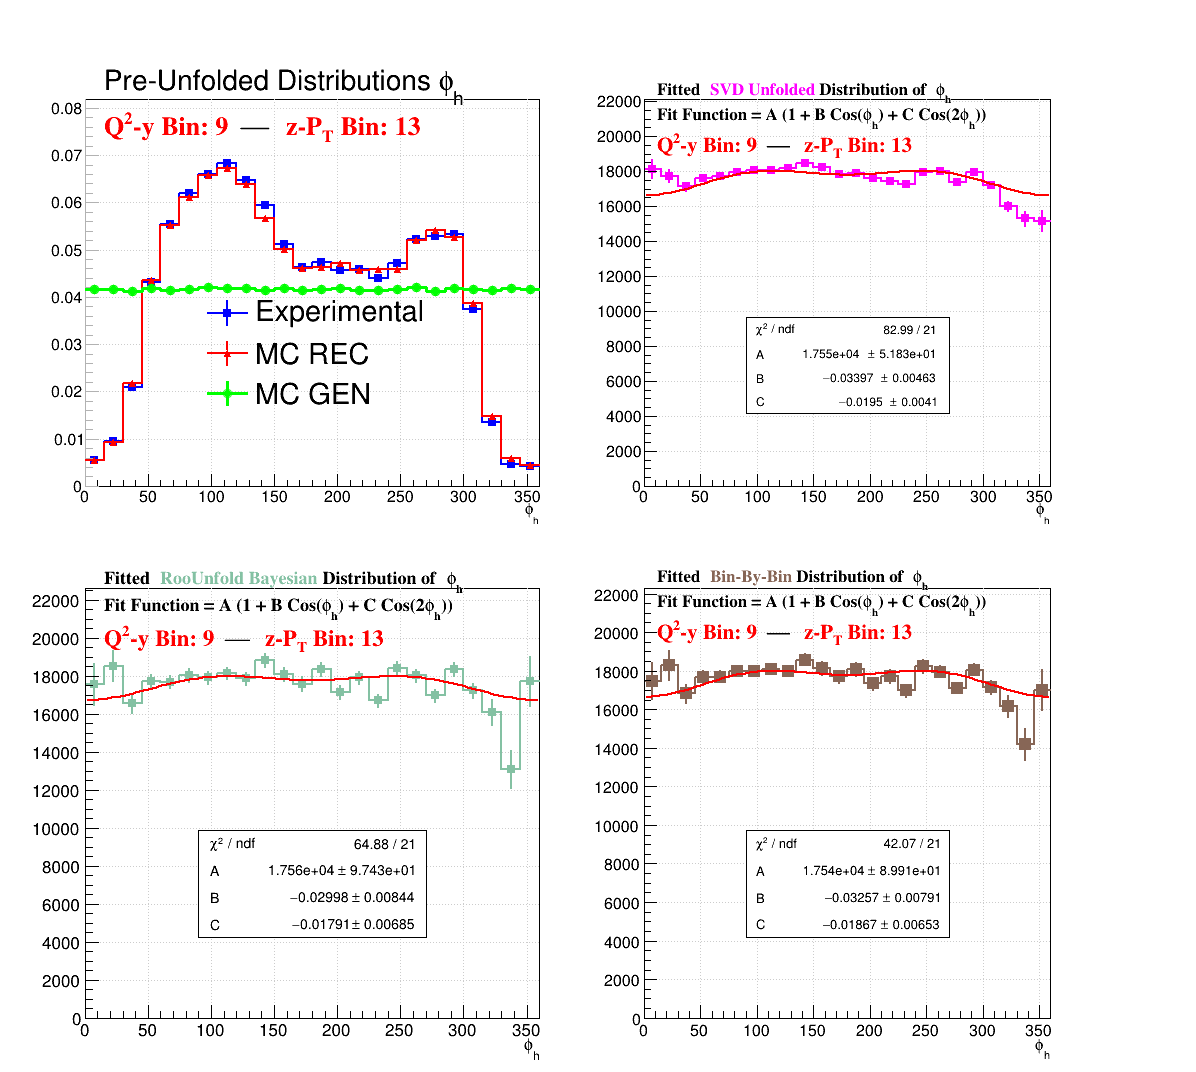 Pre-Unfolded Distributions ϕh
Q2-y Bin: 9 — z-PT Bin: 13
0.08
0.07
0.06
0.05
0.04
0.03
0.02
0.01
0
Experimental
MC REC
MC GEN
0 50 100 150 200 250 300 350
ϕh
Fitted SVD Unfolded Distribution of ϕh
Fit Function = A (1 + B Cos(ϕh) + C Cos(2ϕh))
Q2-y Bin: 9 — z-PT Bin: 13
22000
20000
18000
16000
14000
12000
10000
8000
6000
4000
2000
0
χ2 / ndf 82.99 / 21
A 1.755e+04 ± 5.183e+01
B −0.03397 ± 0.00463
C −0.0195 ± 0.0041
0 50 100 150 200 250 300 350
ϕh
Fitted RooUnfold Bayesian Distribution of ϕh
Fit Function = A (1 + B Cos(ϕh) + C Cos(2ϕh))
Q2-y Bin: 9 — z-PT Bin: 13
22000
20000
18000
16000
14000
12000
10000
8000
6000
4000
2000
0
χ2 / ndf 64.88 / 21
A 1.756e+04 ± 9.743e+01
B −0.02998 ± 0.00844
C −0.01791 ± 0.00685
0 50 100 150 200 250 300 350
ϕh
Fitted Bin-By-Bin Distribution of ϕh
Fit Function = A (1 + B Cos(ϕh) + C Cos(2ϕh))
Q2-y Bin: 9 — z-PT Bin: 13
22000
20000
18000
16000
14000
12000
10000
8000
6000
4000
2000
0
χ2 / ndf 42.07 / 21
A 1.754e+04 ± 8.991e+01
B −0.03257 ± 0.00791
C −0.01867 ± 0.00653
0 50 100 150 200 250 300 350
ϕh